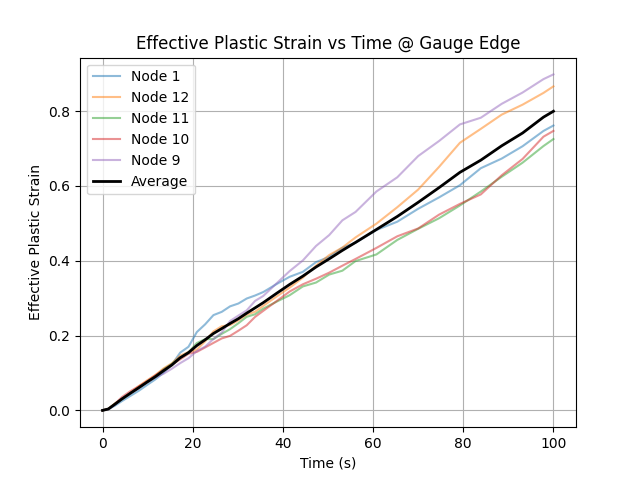 Effective Plastic Strain vs Time @ Gauge Edge
Node 1
Node 12
Node 11
Node 10
Node 9
Average
Effective Plastic Strain
0.8
0.6
0.4
0.2
0.0
0 20 40 60 80 100
Time (s)